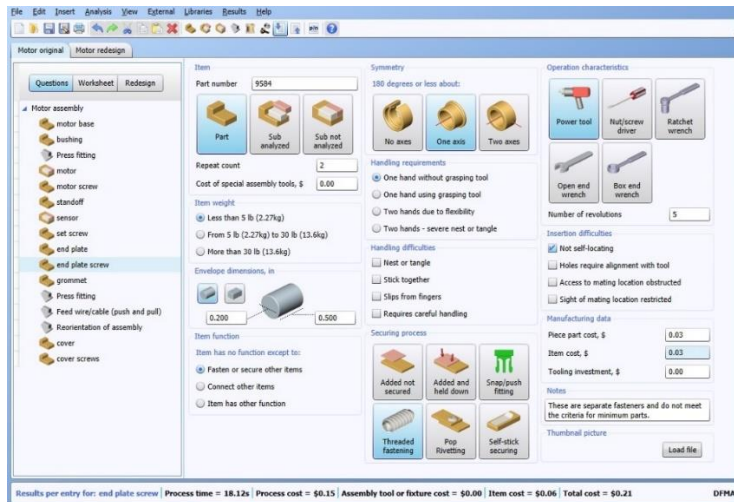 File Edit Insert Analysis View External Libraries Results Help
Motor original Motor redesign
Questions Worksheet Redesign
Motor assembly
motor base
bushing
Press fitting
motor
motor screw
standoff
sensor
set screw
end plate
end plate screw
grommet
Press fitting
Feed wire/cable (push and pull)
Reorientation of assembly
cover
cover screws
Item
Part number 9584
Part
Sub analyzed
Sub not analyzed
Repeat count 2
Cost of special assembly tools, $ 0.00
Item weight
Less than 5 lb (2.27kg)
From 5 lb (2.27kg) to 30 lb (13.6kg)
More than 30 lb (13.6kg)
Envelope dimensions, in
0.200 0.500
Item function
Item has no function except to:
Fasten or secure other items
Connect other items
Item has other function
Symmetry
180 degrees or less about:
No axes One axis Two axes
Handling requirements
One hand without grasping tool
One hand using grasping tool
Two hands due to flexibility
Two hands - severe nest or tangle
Handling difficulties
Nest or tangle
Stick together
Slips from fingers
Requires careful handling
Securing process
Added not secured
Added and held down
Snap/push fitting
Threaded fastening
Pop Rivetting
Self-stick securing
Operation characteristics
Power tool
Nut/screw driver
Ratchet wrench
Open end wrench
Box end wrench
Number of revolutions 5
Insertion difficulties
Not self-locating
Holes require alignment with tool
Access to mating location obstructed
Sight of mating location restricted
Manufacturing data
Piece part cost, $ 0.03
Item cost, $ 0.03
Tooling investment, $ 0.00
Notes
These are separate fasteners and do not meet
the criteria for minimum parts.
Thumbnail picture
Load file
Results per entry for: end plate screw Process time = 18.12s Process cost = $0.15 Assembly tool or fixture cost = $0.00 Item cost = $0.06 Total cost = $0.21 DFMA